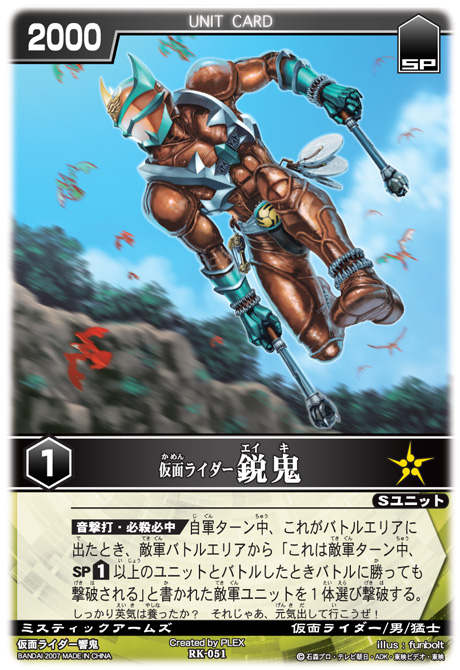 UNIT CARD
2000
SP
かめん エイ キ
仮面ライダー 鋭鬼
1
Sユニット
音撃打・必殺必中 自軍ターン中、これがバトルエリアに
出たとき、敵軍バトルエリアから「これは敵軍ターン中、
SP1以上のユニットとバトルしたときバトルに勝っても
撃破される」と書かれた敵軍ユニットを1体選び撃破する。
しっかり英気は養ったか? それじゃあ、元気出して行こうぜ!
ミスティックアームズ 仮面ライダー/男/猛士
仮面ライダー響鬼 Created by PLEX illus:funbolt
BANDAI 2007 MADE IN CHINA RK-051 ©石森プロ・テレビ朝日・ADK・東映ビデオ・東映